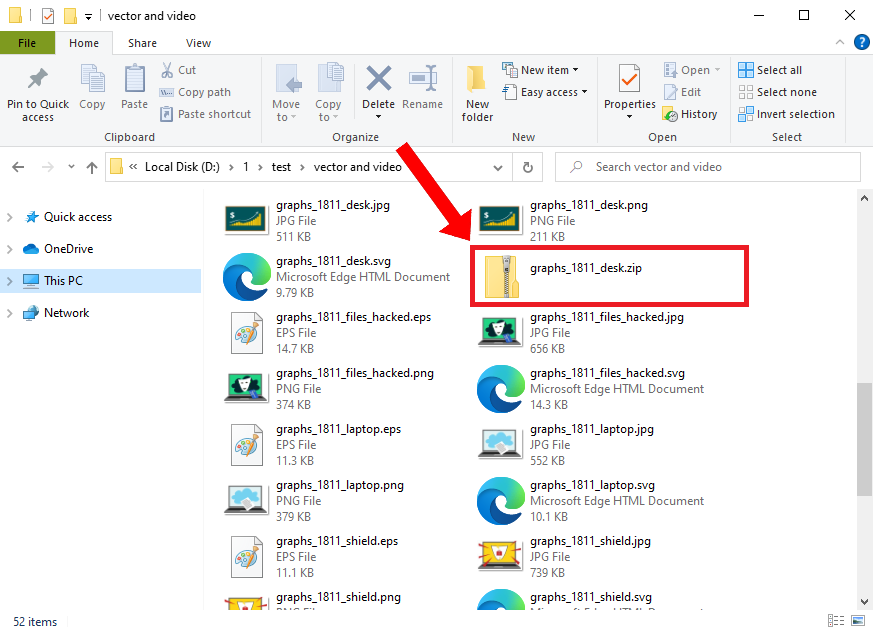 vector and video
File Home Share View
Pin to Quick access
Copy
Paste
Cut
Copy path
Paste shortcut
Clipboard
Move to
Copy to
Delete
Rename
Organize
New folder
New item
Easy access
New
Properties
Open
Edit
History
Open
Select all
Select none
Invert selection
Select
« Local Disk (D:) > 1 > test > vector and video
Search vector and video
Quick access
OneDrive
This PC
Network
graphs_1811_desk.jpg
JPG File
511 KB
graphs_1811_desk.png
PNG File
211 KB
graphs_1811_desk.svg
Microsoft Edge HTML Document
9.79 KB
graphs_1811_desk.zip
graphs_1811_files_hacked.eps
EPS File
14.7 KB
graphs_1811_files_hacked.jpg
JPG File
656 KB
graphs_1811_files_hacked.png
PNG File
374 KB
graphs_1811_files_hacked.svg
Microsoft Edge HTML Document
14.3 KB
graphs_1811_laptop.eps
EPS File
11.3 KB
graphs_1811_laptop.jpg
JPG File
552 KB
graphs_1811_laptop.png
PNG File
379 KB
graphs_1811_laptop.svg
Microsoft Edge HTML Document
10.1 KB
graphs_1811_shield.eps
EPS File
11.1 KB
graphs_1811_shield.jpg
JPG File
739 KB
graphs_1811_shield.png
graphs_1811_shield.svg
52 items